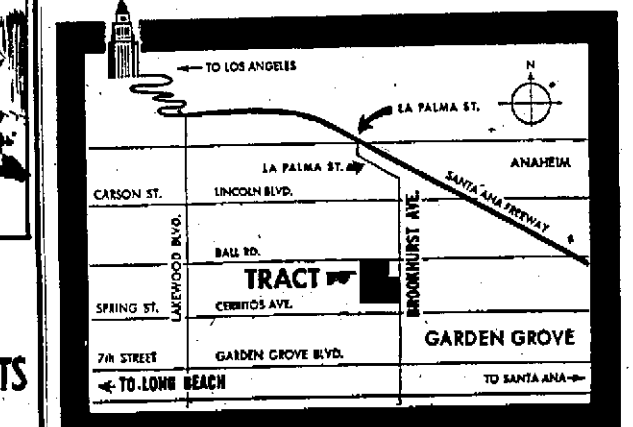 ← TO LOS ANGELES
N
LA PALMA ST.
LA PALMA ST.
ANAHEIM
SANTA ANA FREEWAY
CARSON ST.
LINCOLN BLVD.
LAKEWOOD BLVD.
BROOKHURST AVE.
BALL RD.
TRACT
SPRING ST.
CERRITOS AVE.
GARDEN GROVE
7th STREET
GARDEN GROVE BLVD.
TS
← TO LONG BEACH
TO SANTA ANA →